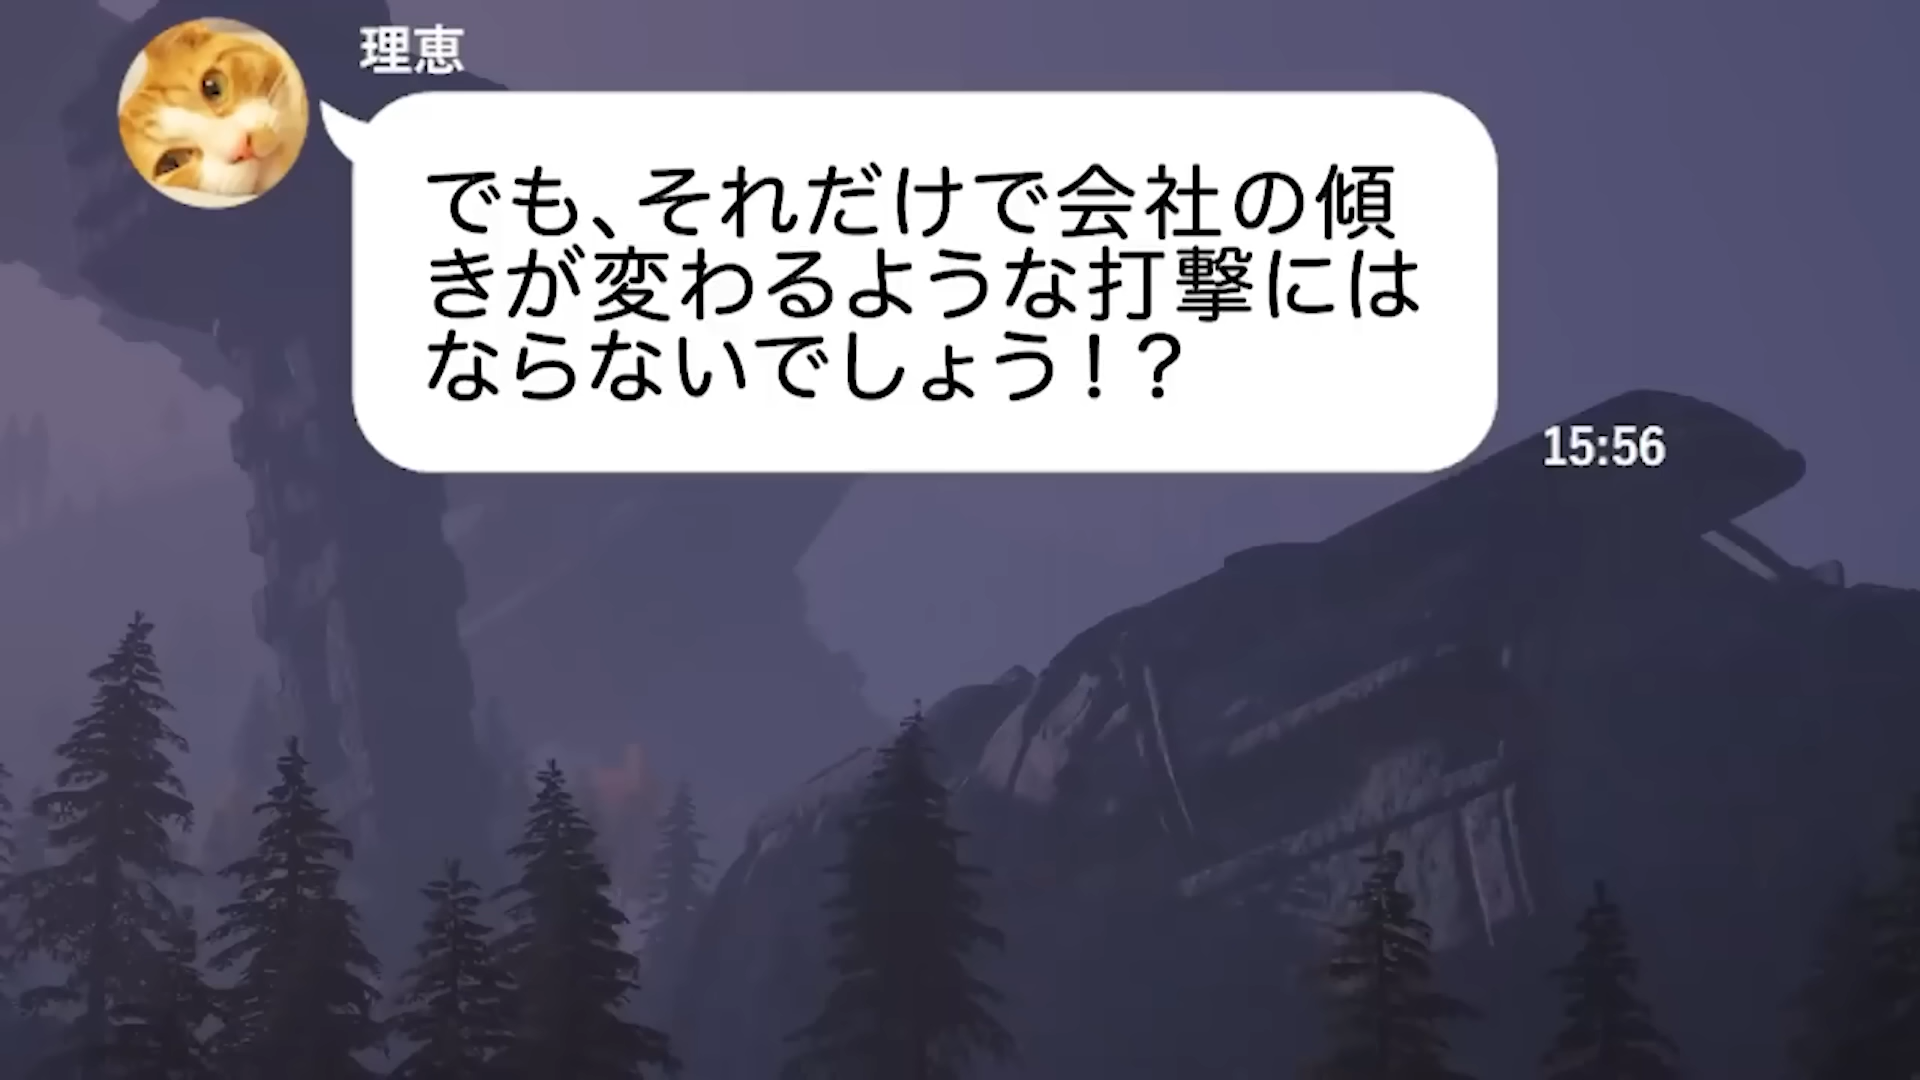 理恵
でも、それだけで会社の傾
きが変わるような打撃には
ならないでしょう！？
15:56